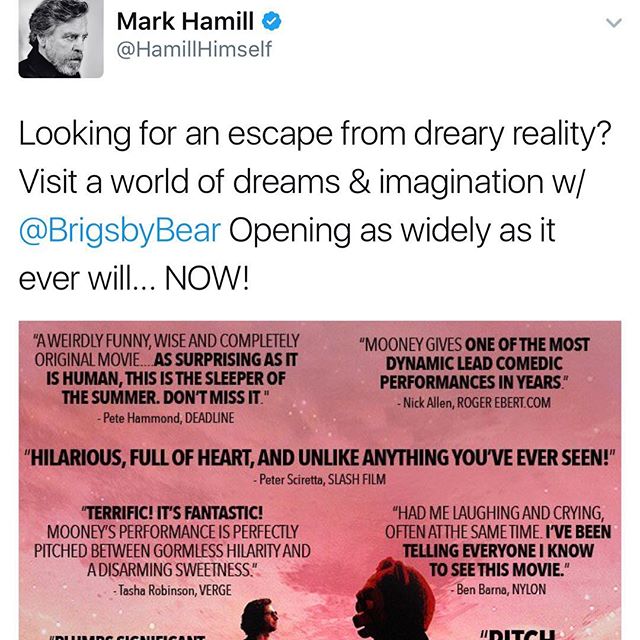 Mark Hamill
@HamillHimself
Looking for an escape from dreary reality?
Visit a world of dreams & imagination w/
@BrigsbyBear Opening as widely as it
ever will... NOW!
"A WEIRDLY FUNNY, WISE AND COMPLETELY
ORIGINAL MOVIE....AS SURPRISING AS IT
IS HUMAN, THIS IS THE SLEEPER OF
THE SUMMER. DON'T MISS IT."
- Pete Hammond, DEADLINE
"MOONEY GIVES ONE OF THE MOST
DYNAMIC LEAD COMEDIC
PERFORMANCES IN YEARS."
- Nick Allen, ROGER EBERT.COM
"HILARIOUS, FULL OF HEART, AND UNLIKE ANYTHING YOU'VE EVER SEEN!"
- Peter Sciretta, SLASH FILM
"TERRIFIC! IT'S FANTASTIC!
MOONEY'S PERFORMANCE IS PERFECTLY
PITCHED BETWEEN GORMLESS HILARITY AND
A DISARMING SWEETNESS."
- Tasha Robinson, VERGE
"HAD ME LAUGHING AND CRYING,
OFTEN AT THE SAME TIME. I'VE BEEN
TELLING EVERYONE I KNOW
TO SEE THIS MOVIE."
- Ben Barna, NYLON
"PLUMBS SIGNIFICANT
"PITCH